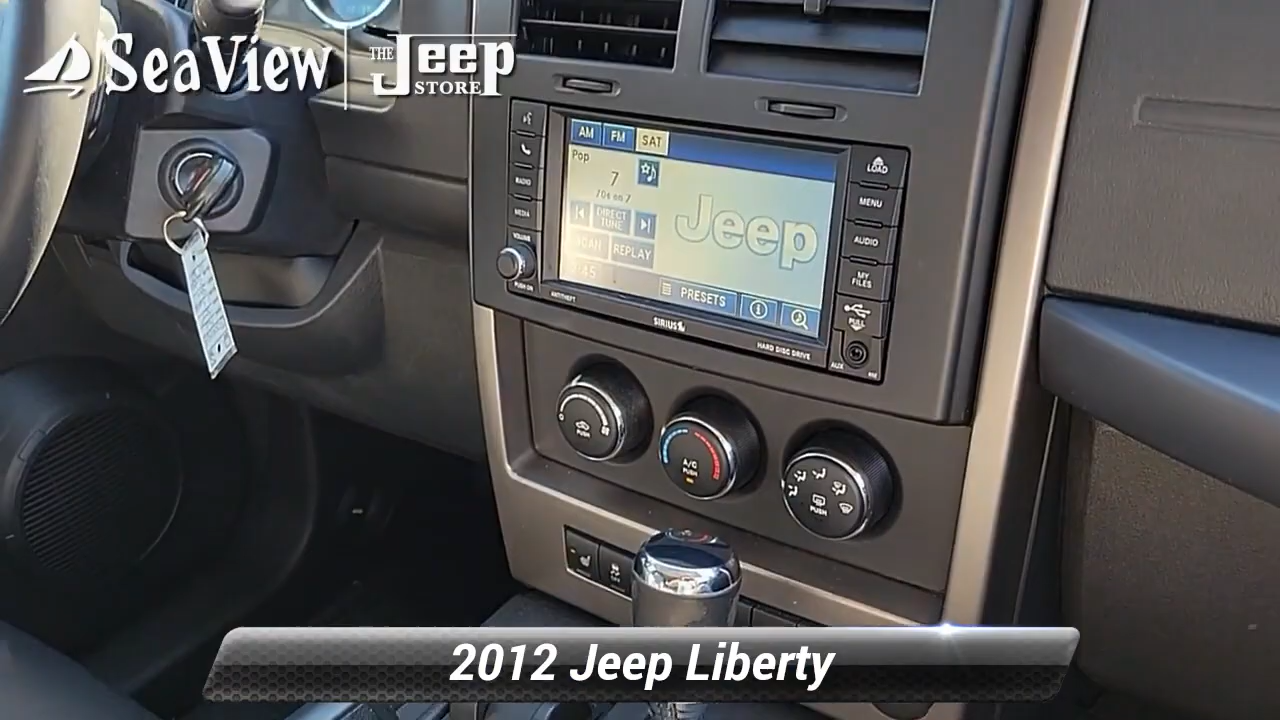 SeaView
THE Jeep STORE
AM FM SAT
Pop
7
70s on 7
DIRECT TUNE
SCAN REPLAY
Jeep
PRESETS
RADIO
MEDIA
VOLUME
PUSH ON
ANTITHEFT
LOAD
MENU
AUDIO
MY FILES
PULL
AUX
SIRIUS
HARD DISC DRIVE
PUSH
A/C PUSH
PUSH
2012 Jeep Liberty